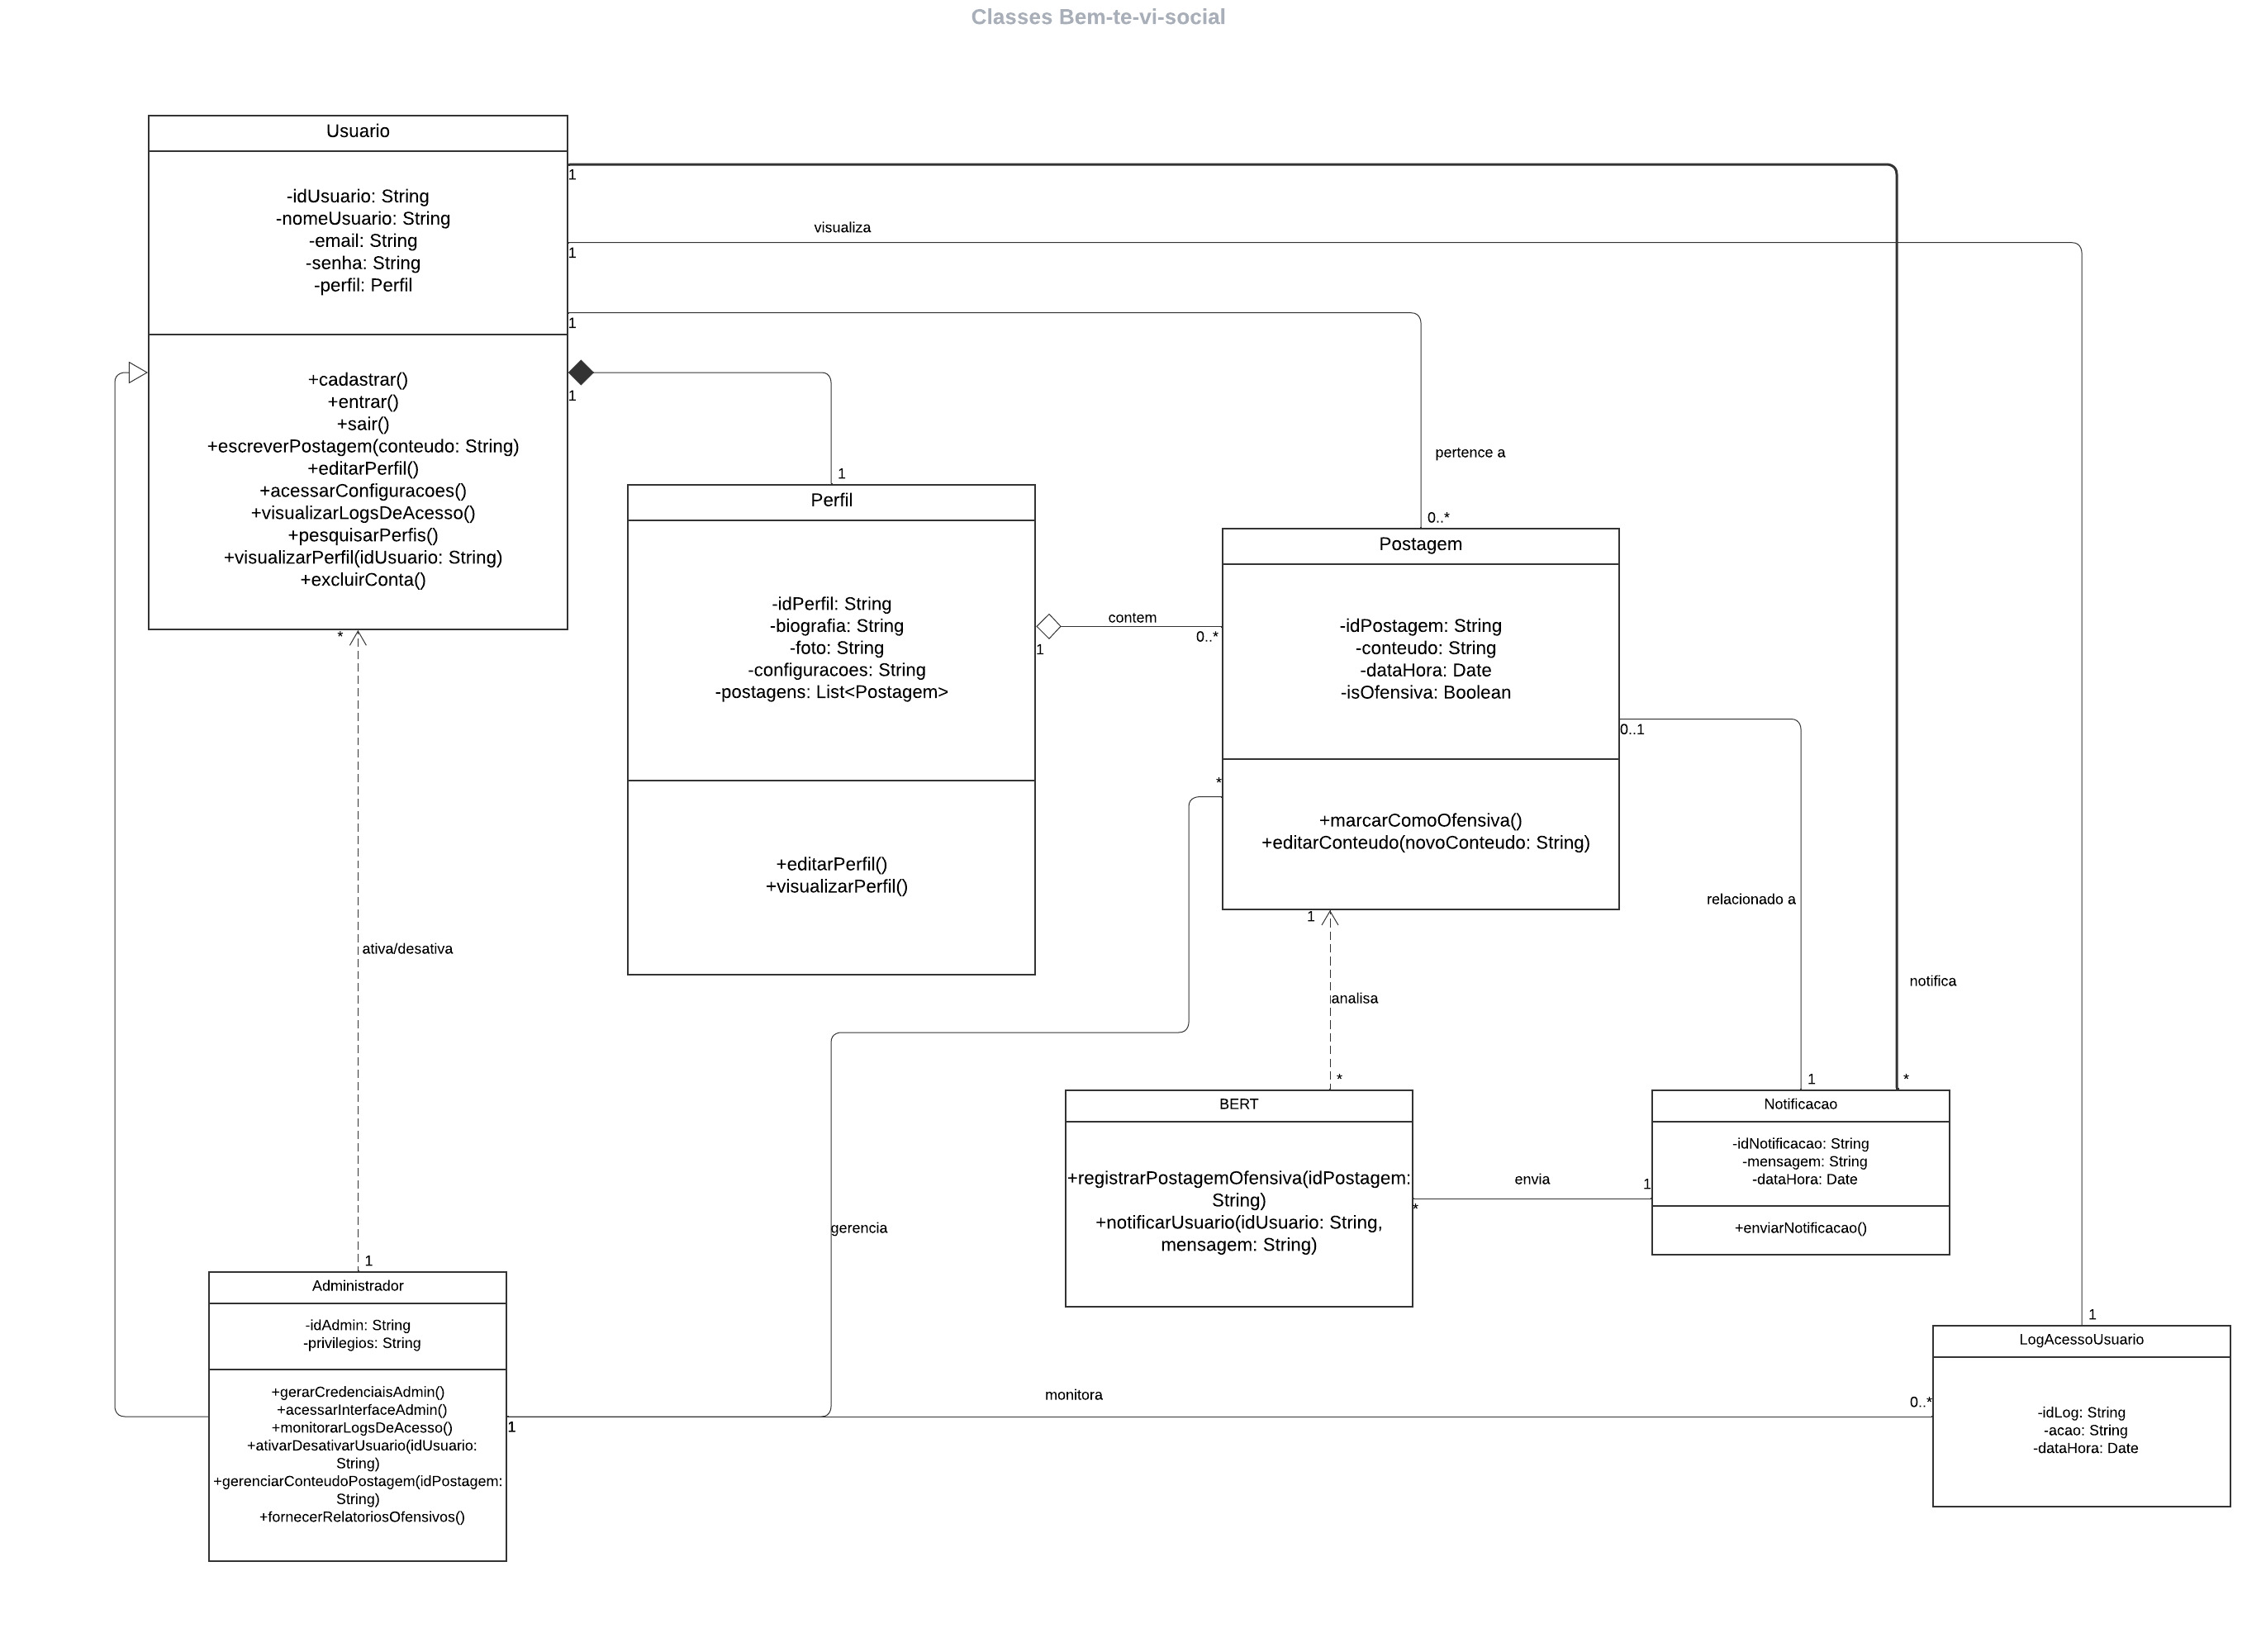 Classes Bem-te-vi-social
Usuario
-idUsuario: String
-nomeUsuario: String
-email: String
-senha: String
-perfil: Perfil
+cadastrar()
+entrar()
+sair()
+escreverPostagem(conteudo: String)
+editarPerfil()
+acessarConfiguracoes()
+visualizarLogsDeAcesso()
+pesquisarPerfis()
+visualizarPerfil(idUsuario: String)
+excluirConta()
1
visualiza
1
1
1
pertence a
1
0..*
*
Perfil
-idPerfil: String
-biografia: String
-foto: String
-configuracoes: String
-postagens: List<Postagem>
+editarPerfil()
+visualizarPerfil()
contem
1
0..*
Postagem
-idPostagem: String
-conteudo: String
-dataHora: Date
-isOfensiva: Boolean
+marcarComoOfensiva()
+editarConteudo(novoConteudo: String)
0..1
*
relacionado a
1
ativa/desativa
analisa
notifica
*
1
*
BERT
+registrarPostagemOfensiva(idPostagem:
String)
+notificarUsuario(idUsuario: String,
mensagem: String)
envia
1
*
Notificacao
-idNotificacao: String
-mensagem: String
-dataHora: Date
+enviarNotificacao()
gerencia
1
Administrador
-idAdmin: String
-privilegios: String
+gerarCredenciaisAdmin()
+acessarInterfaceAdmin()
+monitorarLogsDeAcesso()
+ativarDesativarUsuario(idUsuario:
String)
+gerenciarConteudoPostagem(idPostagem:
String)
+fornecerRelatoriosOfensivos()
1
monitora
0..*
1
LogAcessoUsuario
-idLog: String
-acao: String
-dataHora: Date